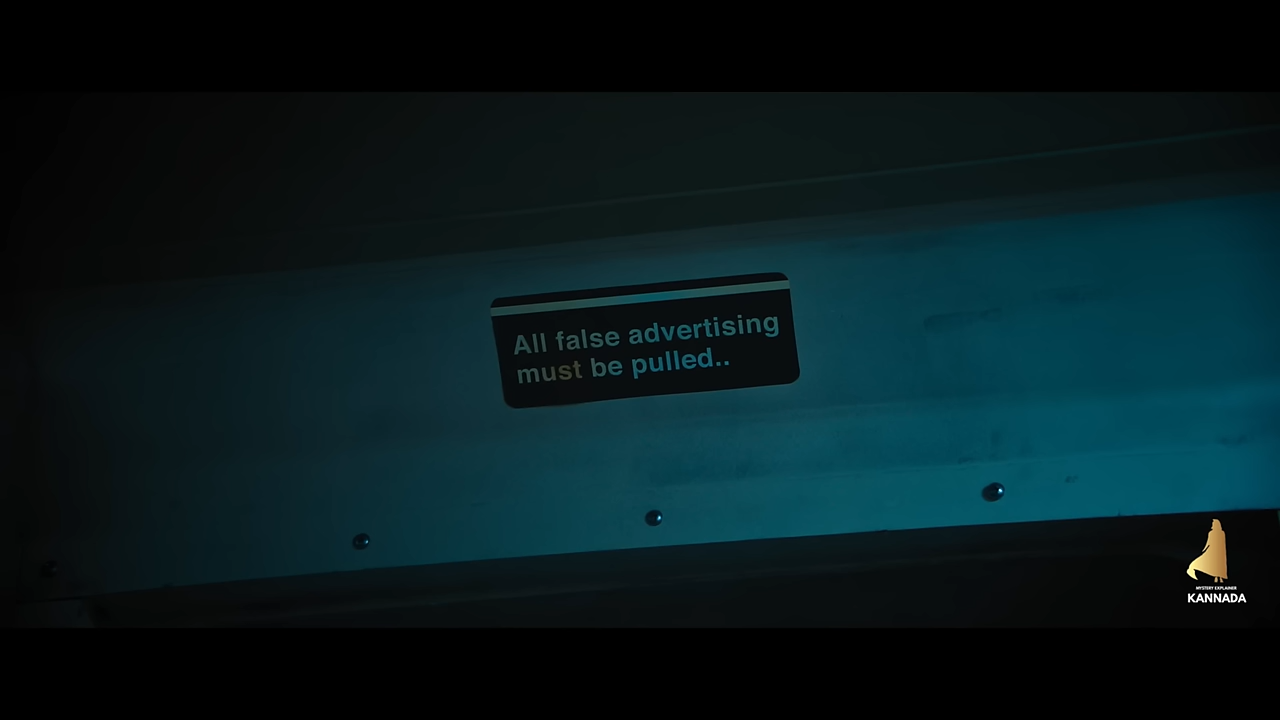 All false advertising
must be pulled..
MYSTERY EXPLAINER
KANNADA